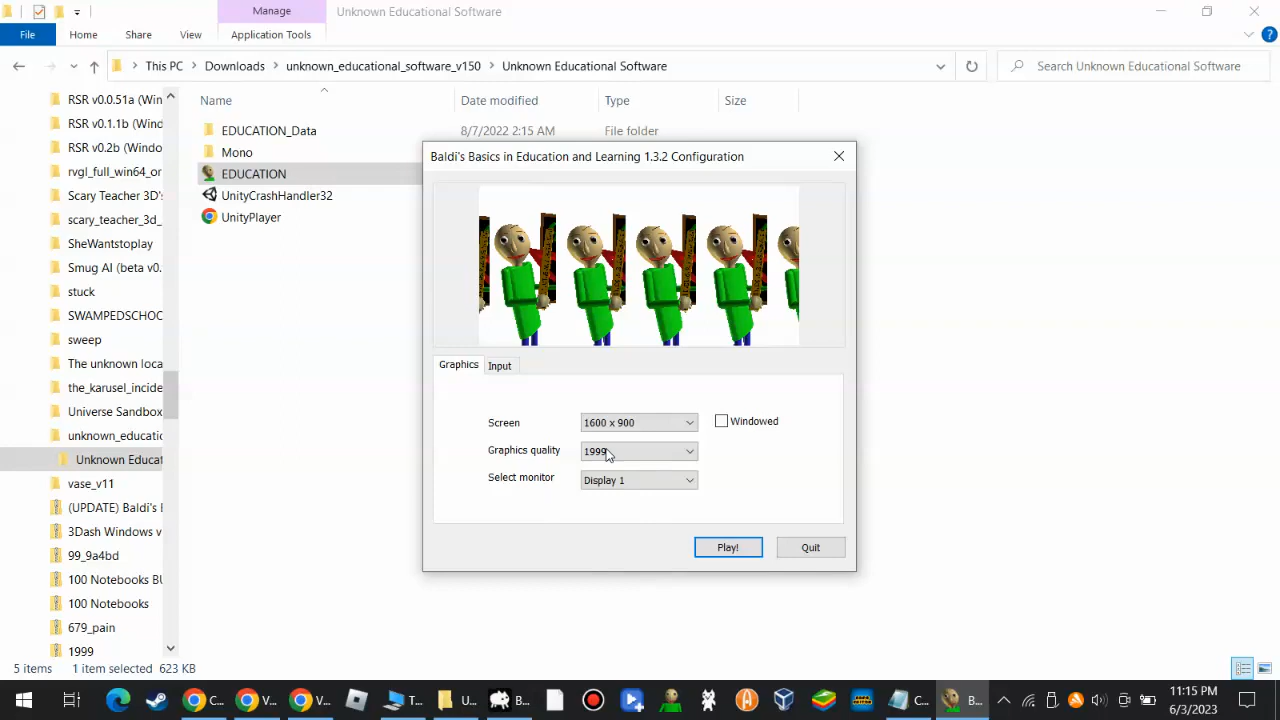 Manage
Unknown Educational Software
File
Home
Share
View
Application Tools
This PC
Downloads
unknown_educational_software_v150
Unknown Educational Software
Search Unknown Educational Software
Name
Date modified
Type
Size
RSR v0.0.51a (Win
RSR v0.1.1b (Wind
RSR v0.2b (Windo
rvgl_full_win64_or
Scary Teacher 3D's
scary_teacher_3d_
SheWantstoplay
Smug AI (beta v0.
stuck
SWAMPEDSCHOC
sweep
The unknown loca
the_karusel_incide
Universe Sandbox
unknown_educatio
Unknown Educat
vase_v11
(UPDATE) Baldi's B
3Dash Windows v
99_9a4bd
100 Notebooks BU
100 Notebooks
679_pain
1999
EDUCATION_Data
8/7/2022 2:15 AM
File folder
Mono
EDUCATION
UnityCrashHandler32
UnityPlayer
Baldi's Basics in Education and Learning 1.3.2 Configuration
Graphics
Input
Screen
1600 x 900
Windowed
Graphics quality
1999
Select monitor
Display 1
Play!
Quit
5 items
1 item selected
623 KB
C...
V...
V...
T...
U...
B...
C...
B...
11:15 PM
6/3/2023